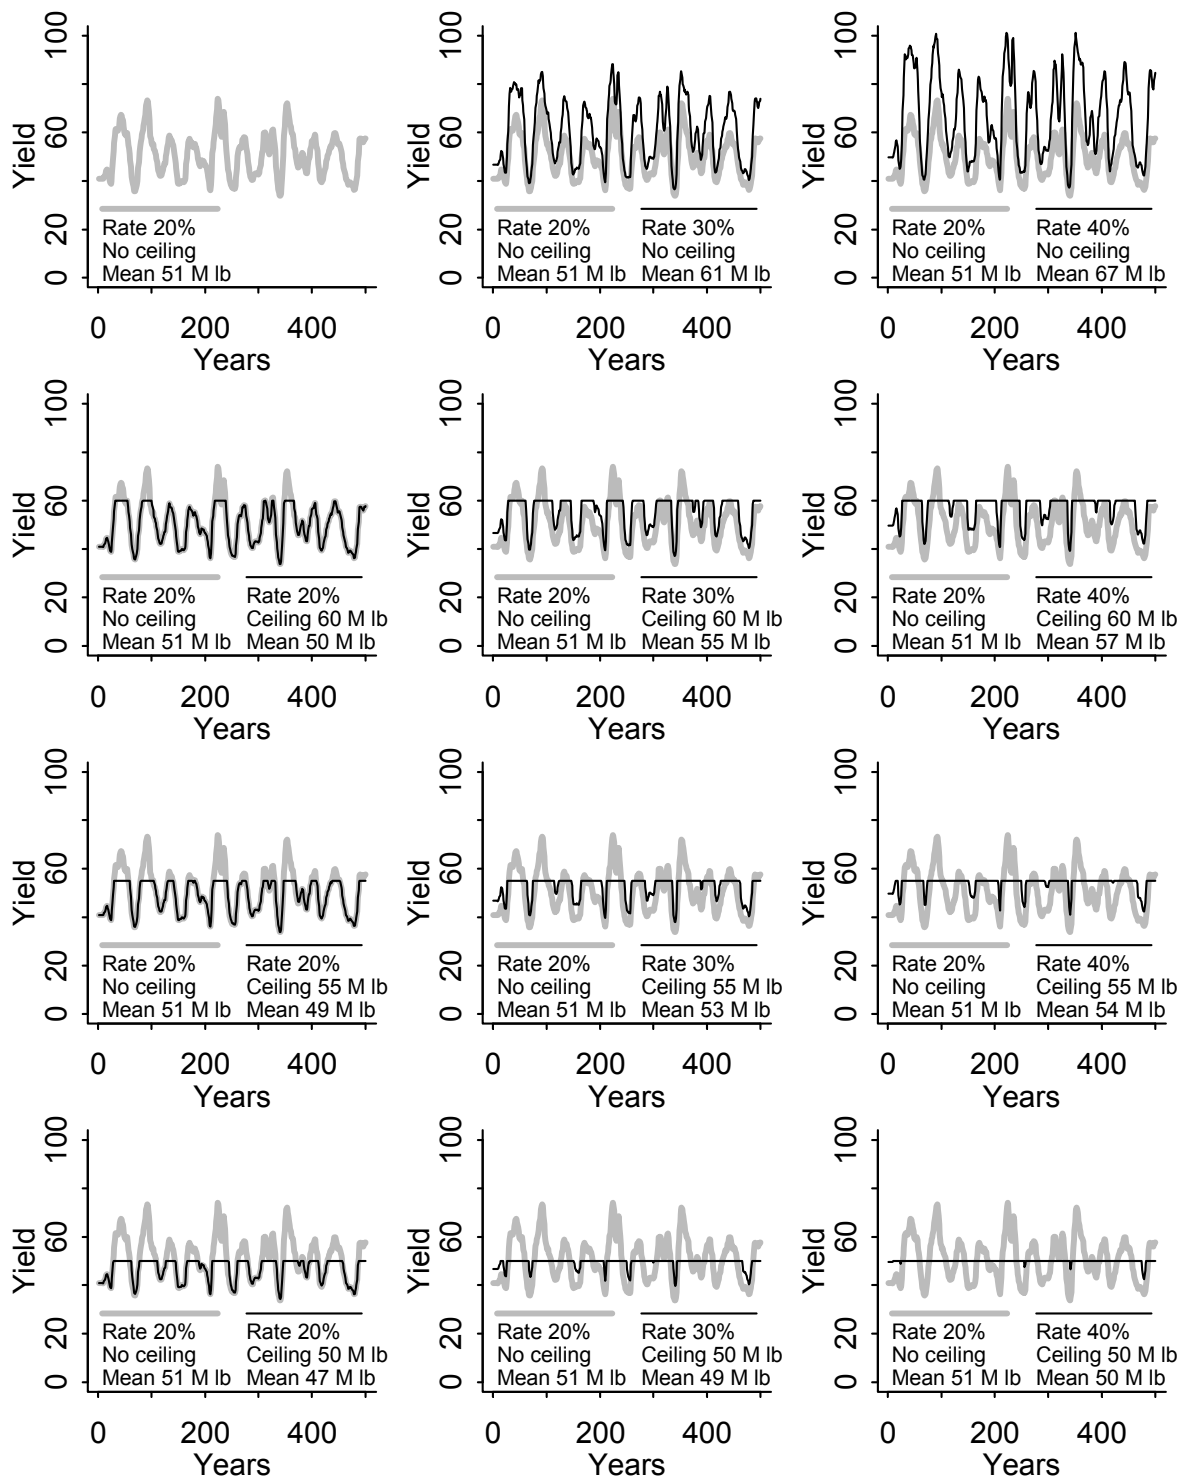 100
60
20
0
Yield
Rate 20%
No ceiling
Mean 51 M lb
0 200 400
Years
100
60
20
0
Yield
Rate 20% Rate 30%
No ceiling No ceiling
Mean 51 M lb Mean 61 M lb
0 200 400
Years
100
60
20
0
Yield
Rate 20% Rate 40%
No ceiling No ceiling
Mean 51 M lb Mean 67 M lb
0 200 400
Years
100
60
20
0
Yield
Rate 20% Rate 20%
No ceiling Ceiling 60 M lb
Mean 51 M lb Mean 50 M lb
0 200 400
Years
100
60
20
0
Yield
Rate 20% Rate 30%
No ceiling Ceiling 60 M lb
Mean 51 M lb Mean 55 M lb
0 200 400
Years
100
60
20
0
Yield
Rate 20% Rate 40%
No ceiling Ceiling 60 M lb
Mean 51 M lb Mean 57 M lb
0 200 400
Years
100
60
20
0
Yield
Rate 20% Rate 20%
No ceiling Ceiling 55 M lb
Mean 51 M lb Mean 49 M lb
0 200 400
Years
100
60
20
0
Yield
Rate 20% Rate 30%
No ceiling Ceiling 55 M lb
Mean 51 M lb Mean 53 M lb
0 200 400
Years
100
60
20
0
Yield
Rate 20% Rate 40%
No ceiling Ceiling 55 M lb
Mean 51 M lb Mean 54 M lb
0 200 400
Years
100
60
20
0
Yield
Rate 20% Rate 20%
No ceiling Ceiling 50 M lb
Mean 51 M lb Mean 47 M lb
0 200 400
Years
100
60
20
0
Yield
Rate 20% Rate 30%
No ceiling Ceiling 50 M lb
Mean 51 M lb Mean 49 M lb
0 200 400
Years
100
60
20
0
Yield
Rate 20% Rate 40%
No ceiling Ceiling 50 M lb
Mean 51 M lb Mean 50 M lb
0 200 400
Years